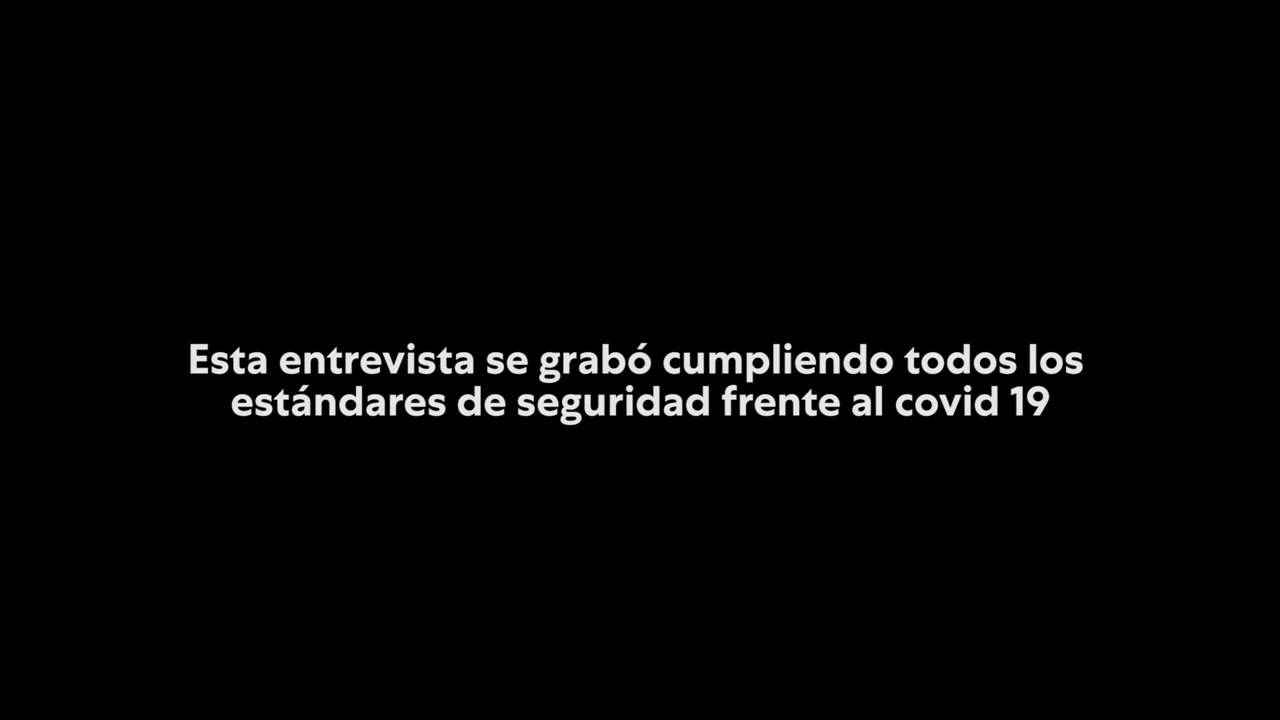 Esta entrevista se grabó cumpliendo todos los
estándares de seguridad frente al covid 19